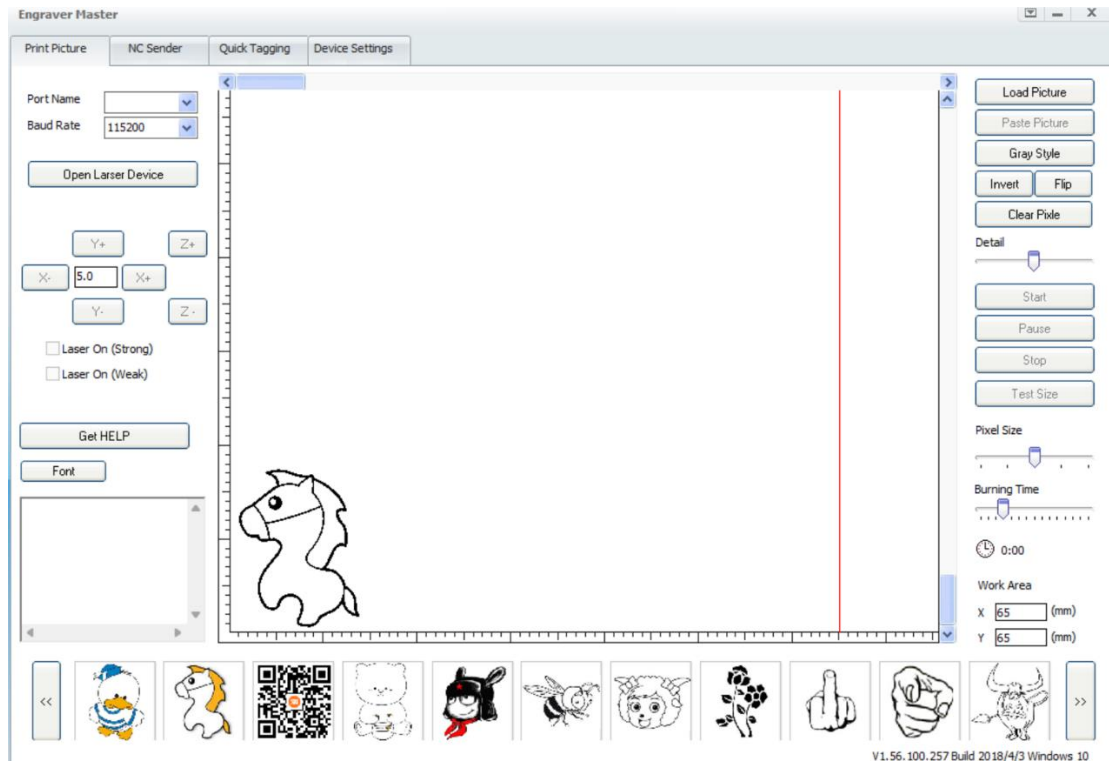 Engraver Master
Print Picture
NC Sender
Quick Tagging
Device Settings
Port Name
Baud Rate
115200
Open Larser Device
Y+
Z+
X-
5.0
X+
Y-
Z-
Laser On (Strong)
Laser On (Weak)
Get HELP
Font
Load Picture
Paste Picture
Gray Style
Invert
Flip
Clear Pixle
Detail
Start
Pause
Stop
Test Size
Pixel Size
Burning Time
0:00
Work Area
X 65 (mm)
Y 65 (mm)
<<
>>
V1.56.100.257 Build 2018/4/3 Windows 10